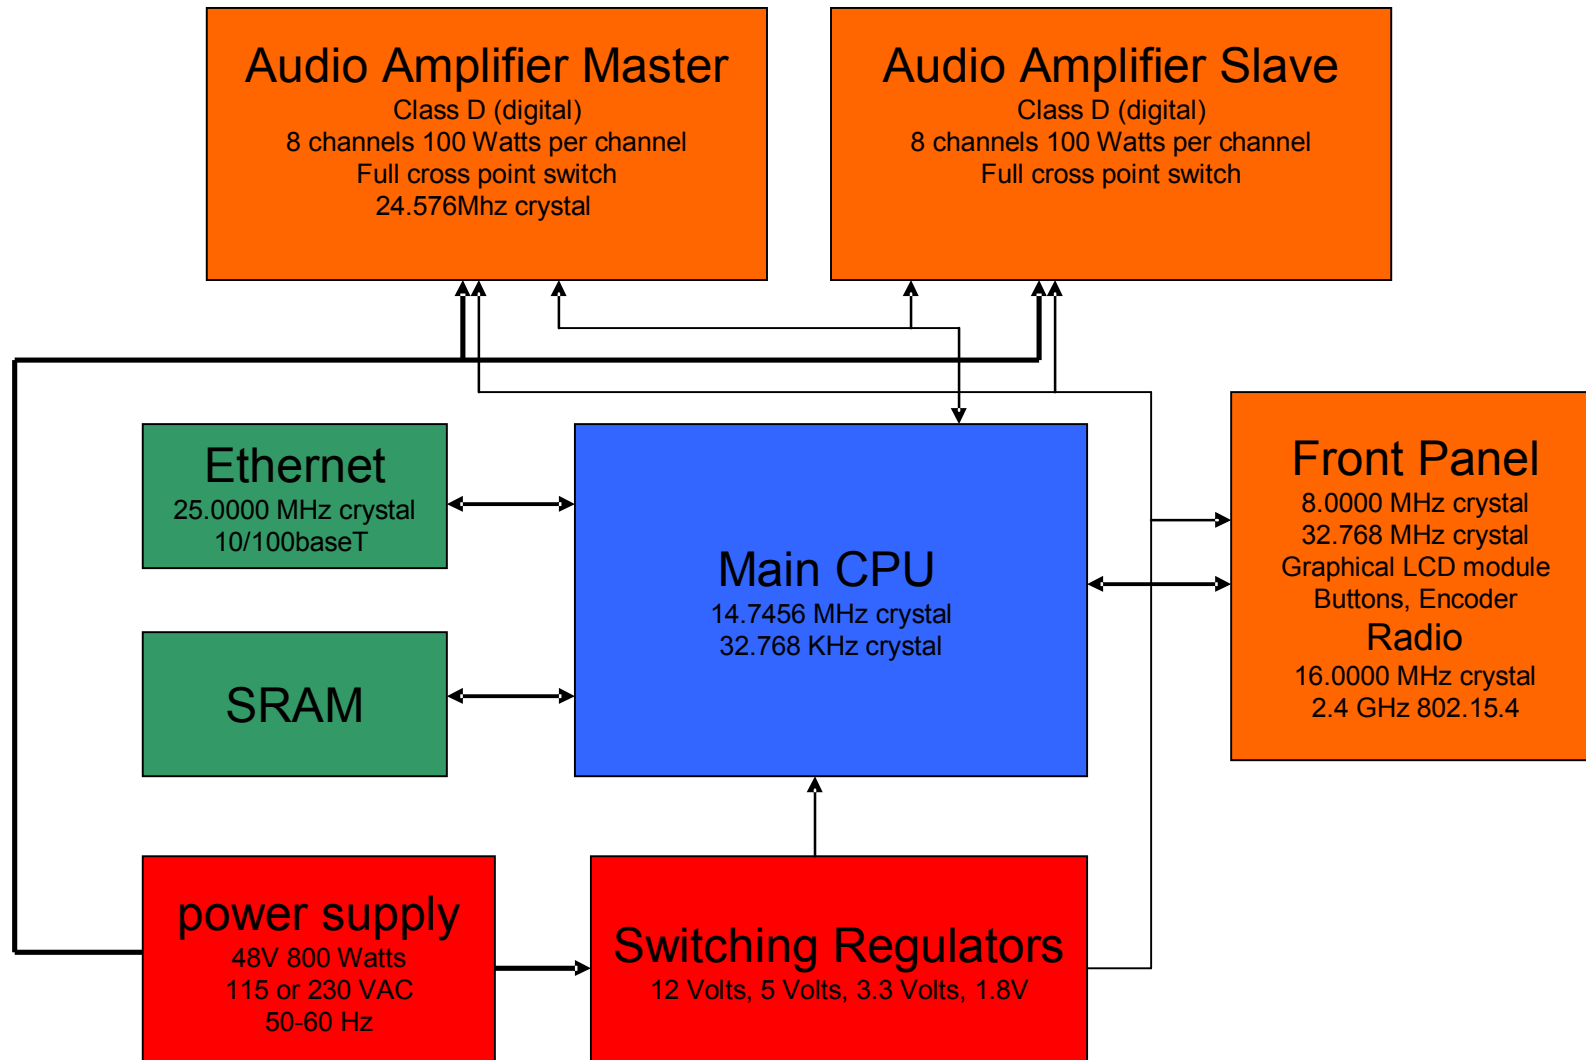 Audio Amplifier Master
Class D (digital)
8 channels 100 Watts per channel
Full cross point switch
24.576Mhz crystal
Audio Amplifier Slave
Class D (digital)
8 channels 100 Watts per channel
Full cross point switch
Ethernet
25.0000 MHz crystal
10/100baseT
Main CPU
14.7456 MHz crystal
32.768 KHz crystal
Front Panel
8.0000 MHz crystal
32.768 MHz crystal
Graphical LCD module
Buttons, Encoder
Radio
16.0000 MHz crystal
2.4 GHz 802.15.4
SRAM
power supply
48V 800 Watts
115 or 230 VAC
50-60 Hz
Switching Regulators
12 Volts, 5 Volts, 3.3 Volts, 1.8V